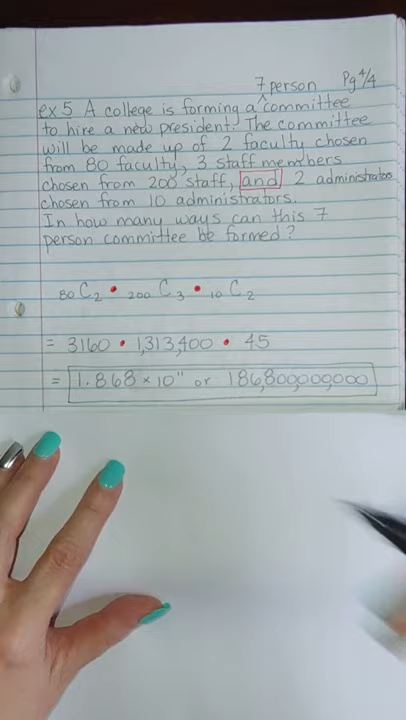 7 person Pg 4/4
ex 5 A college is forming a ^ committee
to hire a new president. The committee
will be made up of 2 faculty chosen
from 80 faculty, 3 staff members
chosen from 200 staff, and 2 administrators
chosen from 10 administrators.
In how many ways can this 7
person committee be formed?
₈₀C₂ • ₂₀₀C₃ • ₁₀C₂
= 3160 • 1,313,400 • 45
= 1.868 × 10¹¹ or 186,800,000,000